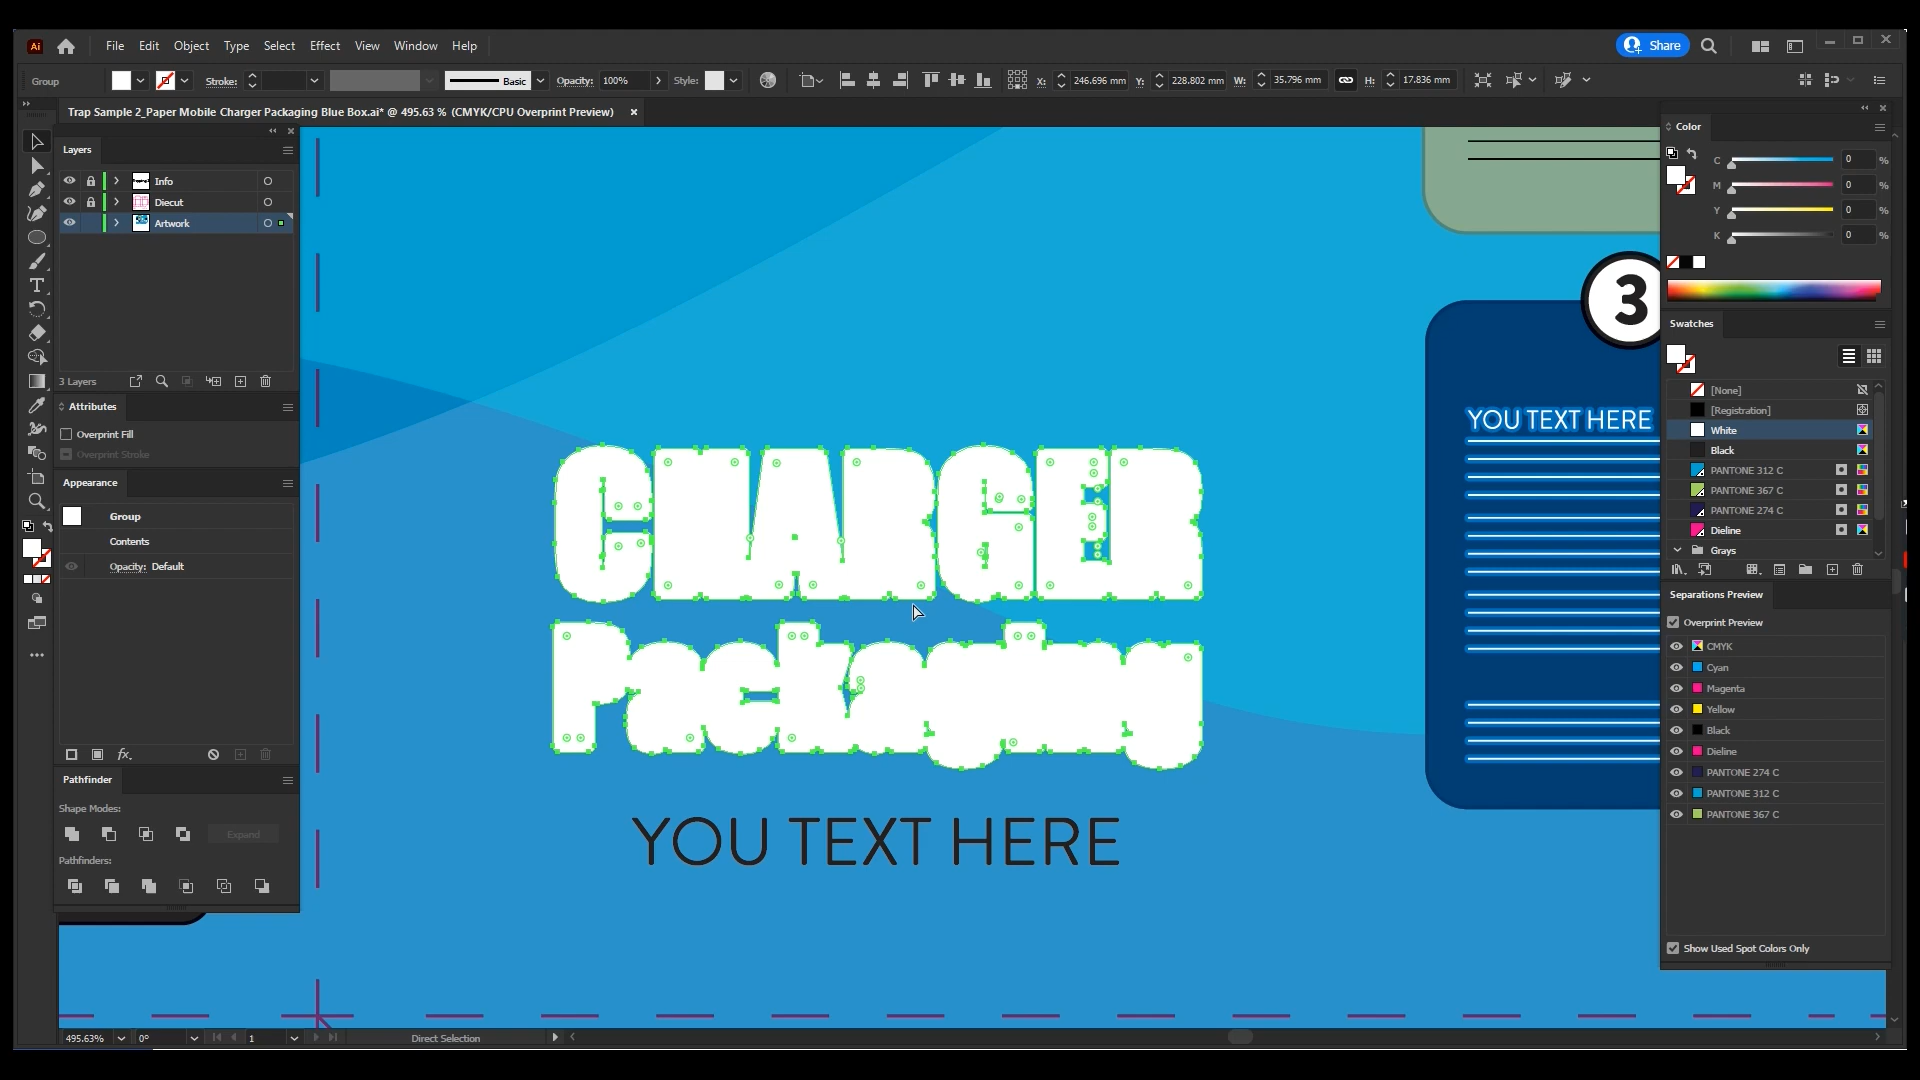 Ai File Edit Object Type Select Effect View Window Help Share
Group Stroke: Basic Opacity: 100% Style: X: 246.696 mm Y: 228.802 mm W: 35.796 mm H: 17.836 mm
Trap Sample 2_Paper Mobile Charger Packaging Blue Box.ai* @ 495.63 % (CMYK/CPU Overprint Preview)
Layers
Info
Diecut
Artwork
3 Layers
Attributes
Overprint Fill
Overprint Stroke
Appearance
Group
Contents
Opacity: Default
fx.
Pathfinder
Shape Modes:
Expand
Pathfinders:
CHARGER
Packaging
YOU TEXT HERE
3
YOU TEXT HERE
Color
C 0 %
M 0 %
Y 0 %
K 0 %
Swatches
[None]
[Registration]
White
Black
PANTONE 312 C
PANTONE 367 C
PANTONE 274 C
Dieline
Grays
Separations Preview
Overprint Preview
CMYK
Cyan
Magenta
Yellow
Black
Dieline
PANTONE 274 C
PANTONE 312 C
PANTONE 367 C
Show Used Spot Colors Only
495.63% 0° 1 Direct Selection